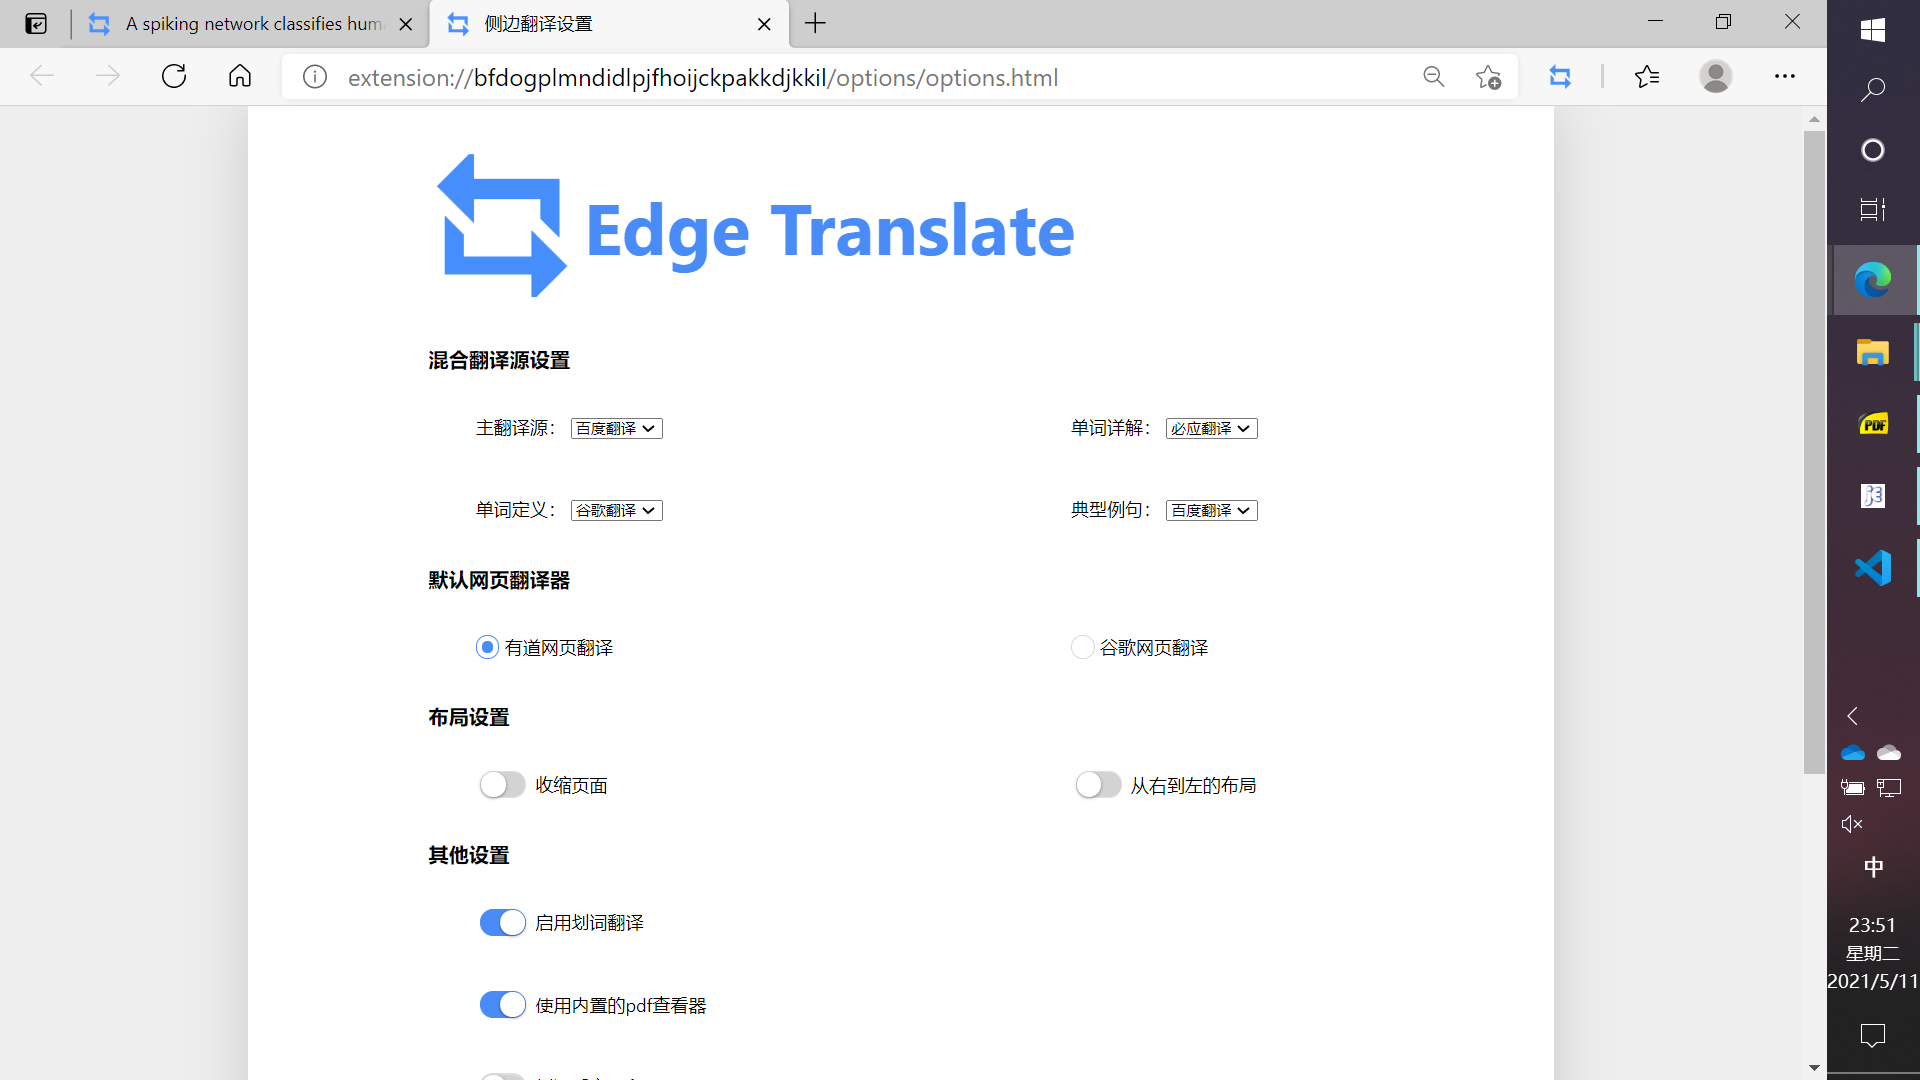 A spiking network classifies hum
侧边翻译设置
extension://bfdogplmndidlpjfhoijckpakkdjkkil/options/options.html
Edge Translate
混合翻译源设置
主翻译源： 百度翻译
单词详解： 必应翻译
单词定义： 谷歌翻译
典型例句： 百度翻译
默认网页翻译器
有道网页翻译
谷歌网页翻译
布局设置
收缩页面
从右到左的布局
其他设置
启用划词翻译
使用内置的pdf查看器
PDF
jE
中
23:51
星期二
2021/5/11